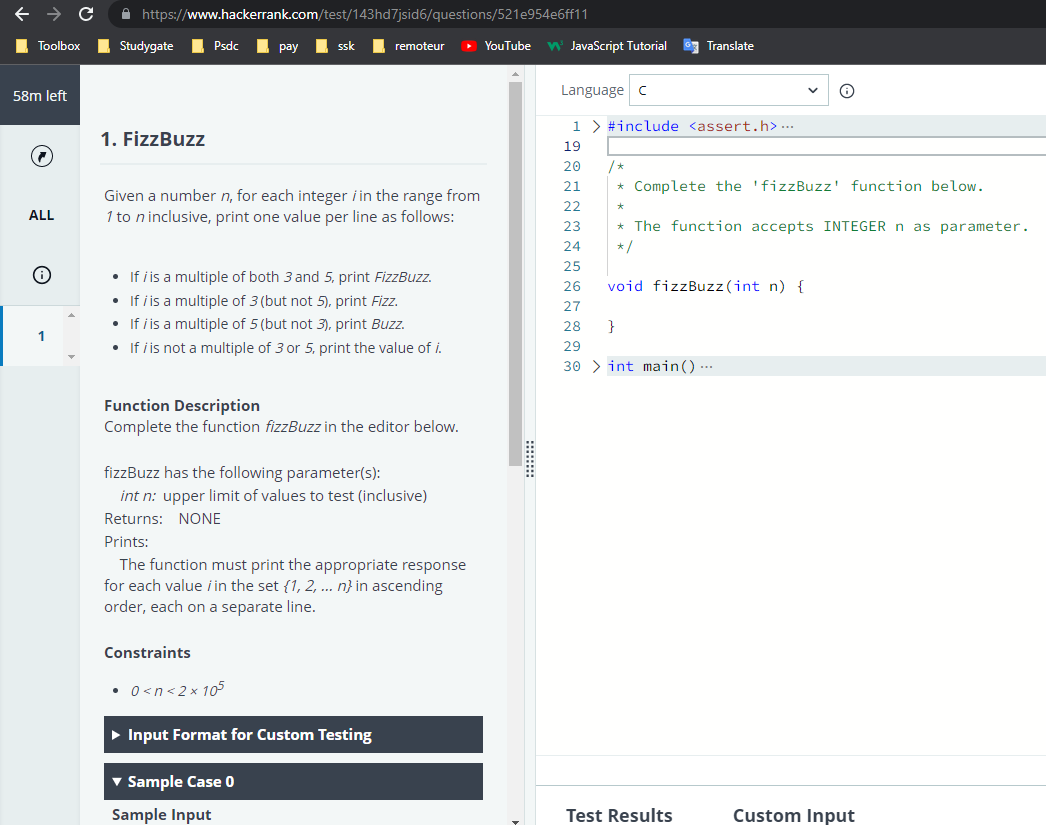 https://www.hackerrank.com/test/143hd7jsid6/questions/521e954e6ff11
Toolbox Studygate Psdc pay ssk remoteur YouTube JavaScript Tutorial Translate
58m left
ALL
1
1. FizzBuzz
Given a number n, for each integer i in the range from
1 to n inclusive, print one value per line as follows:
• If i is a multiple of both 3 and 5, print FizzBuzz.
• If i is a multiple of 3 (but not 5), print Fizz.
• If i is a multiple of 5 (but not 3), print Buzz.
• If i is not a multiple of 3 or 5, print the value of i.
Function Description
Complete the function fizzBuzz in the editor below.
fizzBuzz has the following parameter(s):
int n: upper limit of values to test (inclusive)
Returns: NONE
Prints:
The function must print the appropriate response
for each value i in the set {1, 2, ... n} in ascending
order, each on a separate line.
Constraints
• 0 < n < 2 × 10^5
Input Format for Custom Testing
Sample Case 0
Sample Input
Language C
1 #include <assert.h> ···
19
20 /*
21 * Complete the 'fizzBuzz' function below.
22 *
23 * The function accepts INTEGER n as parameter.
24 */
25
26 void fizzBuzz(int n) {
27
28 }
29
30 int main() ···
Test Results Custom Input